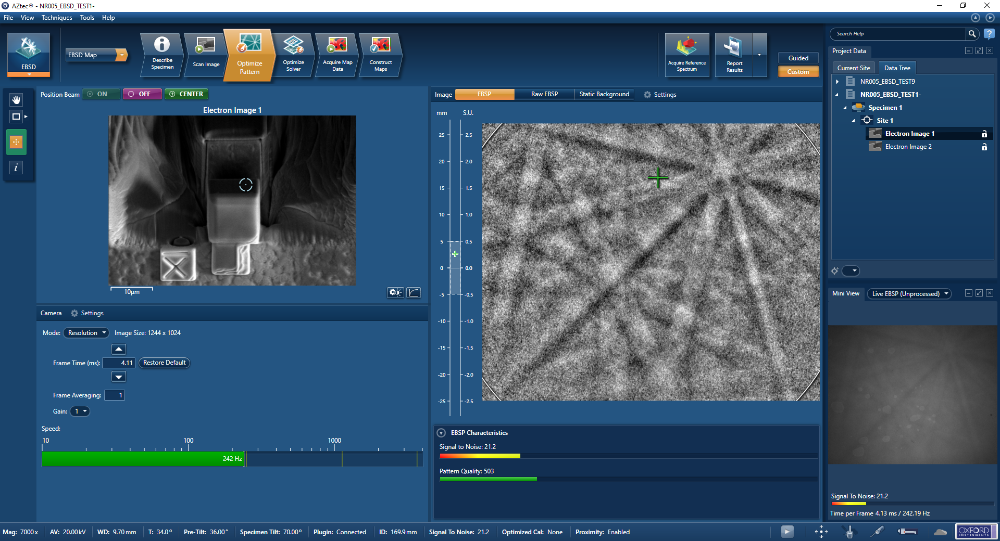 AZtec® - NR005_EBSD_TEST1-
File View Techniques Tools Help
EBSD
EBSD Map
Describe Specimen
Scan Image
Optimize Pattern
Optimize Solver
Acquire Map Data
Construct Maps
Acquire Reference Spectrum
Report Results
Guided
Custom
Search Help
Project Data
Current Site Data Tree
NR005_EBSD_TEST9
NR005_EBSD_TEST1-
Specimen 1
Site 1
Electron Image 1
Electron Image 2
Position Beam ON OFF CENTER
Electron Image 1
10µm
Image EBSP Raw EBSP Static Background Settings
mm S.U.
25 2.5
20 2.0
15 1.5
10 1.0
5 0.5
0 0.0
-5 -0.5
-10 -1.0
-15 -1.5
-20 -2.0
-25 -2.5
Camera Settings
Mode: Resolution Image Size: 1244 x 1024
Frame Time (ms): 4.11 Restore Default
Frame Averaging: 1
Gain: 1
Speed:
10 100 1000
242 Hz
EBSP Characteristics
Signal to Noise: 21.2
Pattern Quality: 503
Mini View Live EBSP (Unprocessed)
Signal To Noise: 21.2
Time per Frame 4.13 ms / 242.19 Hz
Mag: 7000 x AV: 20.00 kV WD: 9.70 mm T: 34.0° Pre-Tilt: 36.00° Specimen Tilt: 70.00° Plugin: Connected ID: 169.9 mm Signal To Noise: 21.2 Optimized Cal: None Proximity: Enabled
OXFORD
INSTRUMENTS